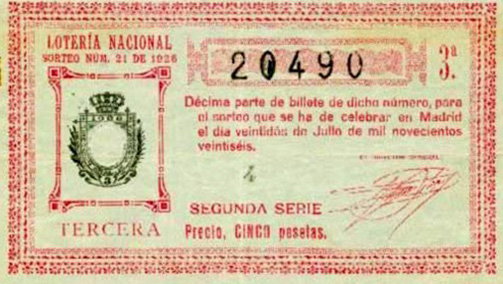 LOTERÍA NACIONAL
SORTEO NUM. 21 DE 1926
20490
3ª
Décima parte de billete de dicho número, para
el sorteo que se ha de celebrar en Madrid
el día veintidós de Julio de mil novecientos
veintiséis.
4
SEGUNDA SERIE
TERCERA
Precio, CINCO pesetas.